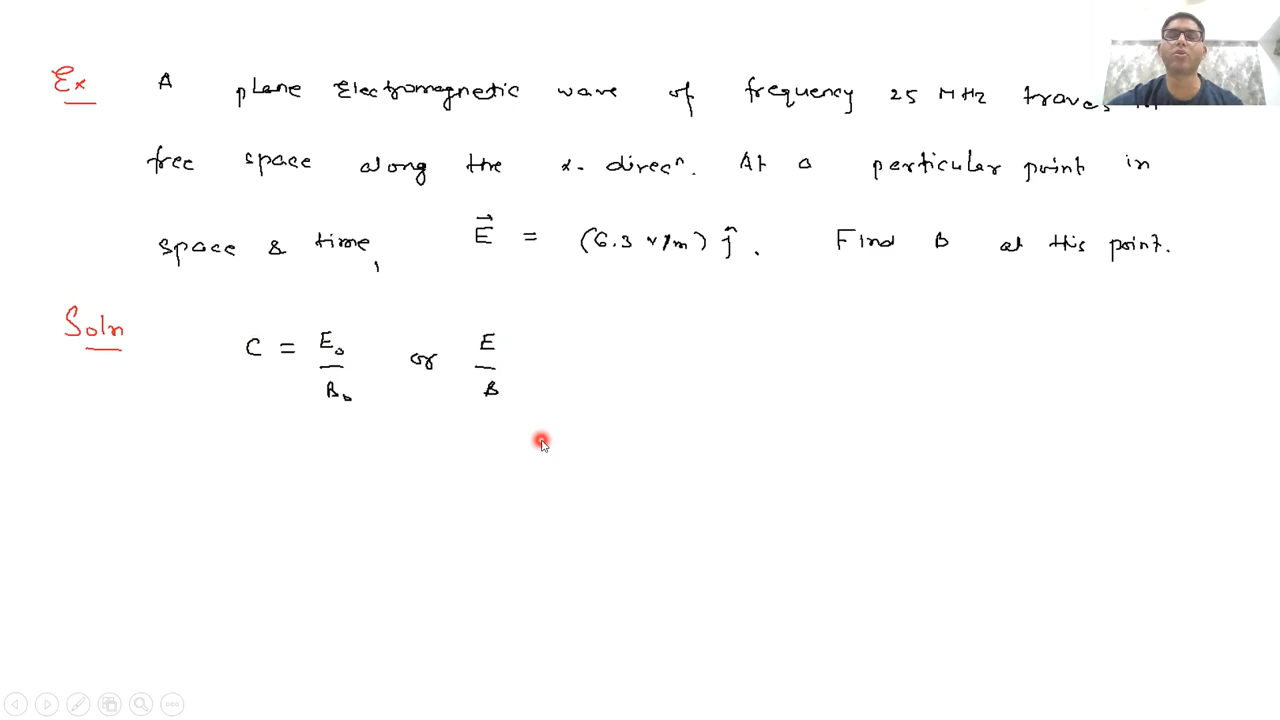 Ex A plane Electromagnetic wave of frequency 25 MHz travels in
free space along the x- direcⁿ. At a particular point in
space & time, E⃗ = (6.3 v/m) ĵ. Find B at this point.
Soln
C = E₀/B₀ or E/B